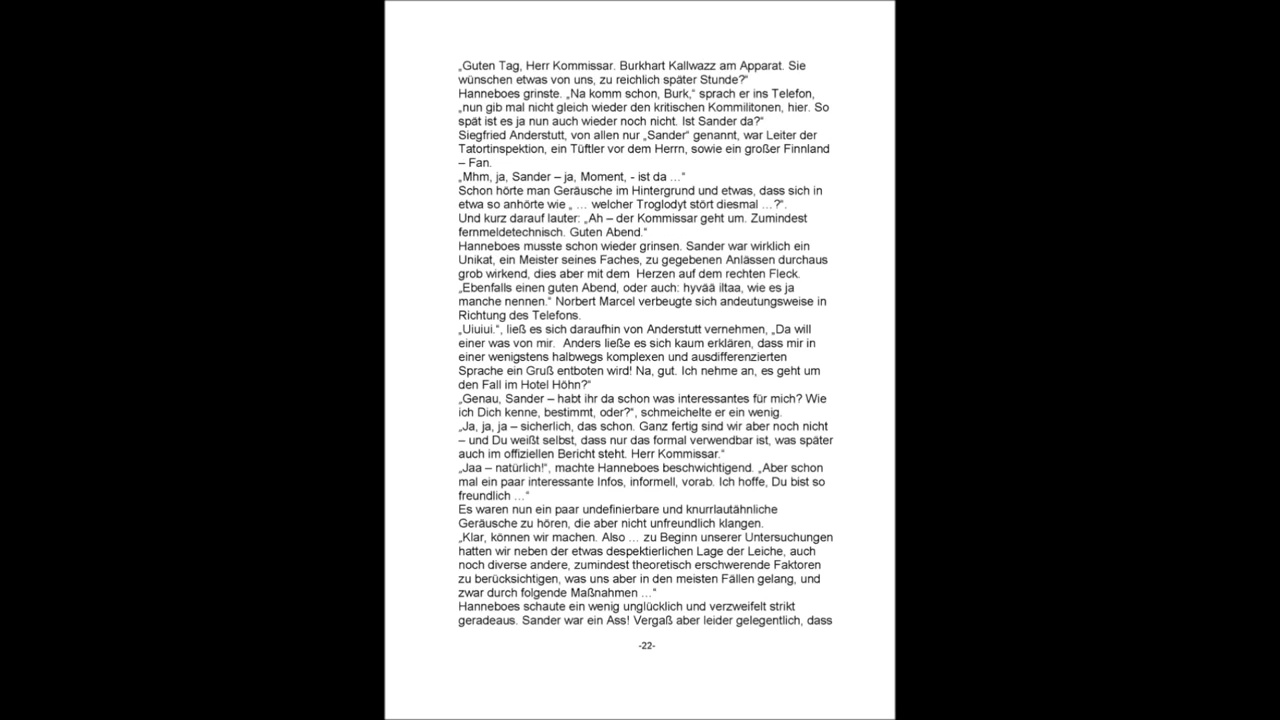 „Guten Tag, Herr Kommissar. Burkhart Kallwazz am Apparat. Sie
wünschen etwas von uns, zu reichlich später Stunde?“
Hanneboes grinste. „Na komm schon, Burk,“ sprach er ins Telefon,
„nun gib mal nicht gleich wieder den kritischen Kommilitonen, hier. So
spät ist es ja nun auch wieder noch nicht. Ist Sander da?“
Siegfried Anderstutt, von allen nur „Sander“ genannt, war Leiter der
Tatortinspektion, ein Tüftler vor dem Herrn, sowie ein großer Finnland
– Fan.
„Mhm, ja, Sander – ja, Moment, - ist da …“
Schon hörte man Geräusche im Hintergrund und etwas, dass sich in
etwa so anhörte wie „ … welcher Troglodyt stört diesmal …?“.
Und kurz darauf lauter: „Ah – der Kommissar geht um. Zumindest
fernmeldetechnisch. Guten Abend.“
Hanneboes musste schon wieder grinsen. Sander war wirklich ein
Unikat, ein Meister seines Faches, zu gegebenen Anlässen durchaus
grob wirkend, dies aber mit dem  Herzen auf dem rechten Fleck.
„Ebenfalls einen guten Abend, oder auch: hyvää iltaa, wie es ja
manche nennen.“ Norbert Marcel verbeugte sich andeutungsweise in
Richtung des Telefons.
„Uiuiui.“, ließ es sich daraufhin von Anderstutt vernehmen, „Da will
einer was von mir.  Anders ließe es sich kaum erklären, dass mir in
einer wenigstens halbwegs komplexen und ausdifferenzierten
Sprache ein Gruß entboten wird! Na, gut. Ich nehme an, es geht um
den Fall im Hotel Höhn?“
„Genau, Sander – habt ihr da schon was interessantes für mich? Wie
ich Dich kenne, bestimmt, oder?“, schmeichelte er ein wenig.
„Ja, ja, ja – sicherlich, das schon. Ganz fertig sind wir aber noch nicht
– und Du weißt selbst, dass nur das formal verwendbar ist, was später
auch im offiziellen Bericht steht. Herr Kommissar.“
„Jaa – natürlich!“, machte Hanneboes beschwichtigend. „Aber schon
mal ein paar interessante Infos, informell, vorab. Ich hoffe, Du bist so
freundlich …“
Es waren nun ein paar undefinierbare und knurrlautähnliche
Geräusche zu hören, die aber nicht unfreundlich klangen.
„Klar, können wir machen. Also … zu Beginn unserer Untersuchungen
hatten wir neben der etwas despektierlichen Lage der Leiche, auch
noch diverse andere, zumindest theoretisch erschwerende Faktoren
zu berücksichtigen, was uns aber in den meisten Fällen gelang, und
zwar durch folgende Maßnahmen …“
Hanneboes schaute ein wenig unglücklich und verzweifelt strikt
geradeaus. Sander war ein Ass! Vergaß aber leider gelegentlich, dass
-22-